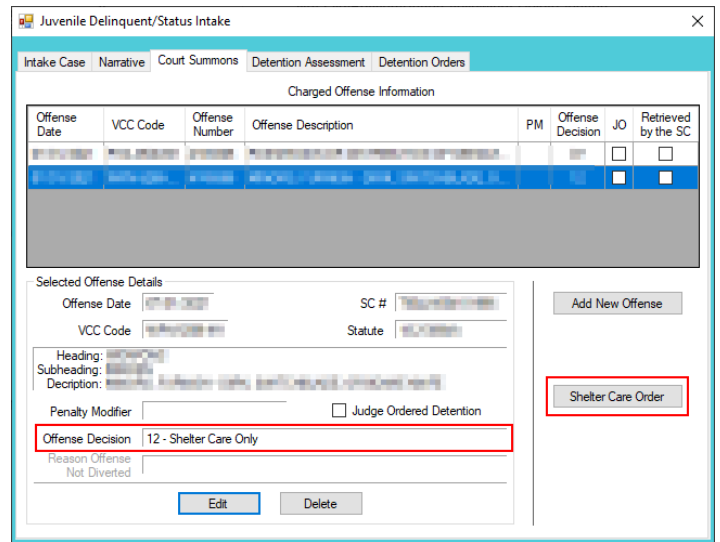 Juvenile Delinquent/Status Intake
Intake Case Narrative Court Summons Detention Assessment Detention Orders
Charged Offense Information
Offense Date VCC Code Offense Number Offense Description PM Offense Decision JO Retrieved by the SC
Selected Offense Details
Offense Date SC #
VCC Code Statute
Heading:
Subheading:
Decription:
Penalty Modifier Judge Ordered Detention
Offense Decision 12 - Shelter Care Only
Reason Offense
Not Diverted
Edit Delete
Add New Offense
Shelter Care Order